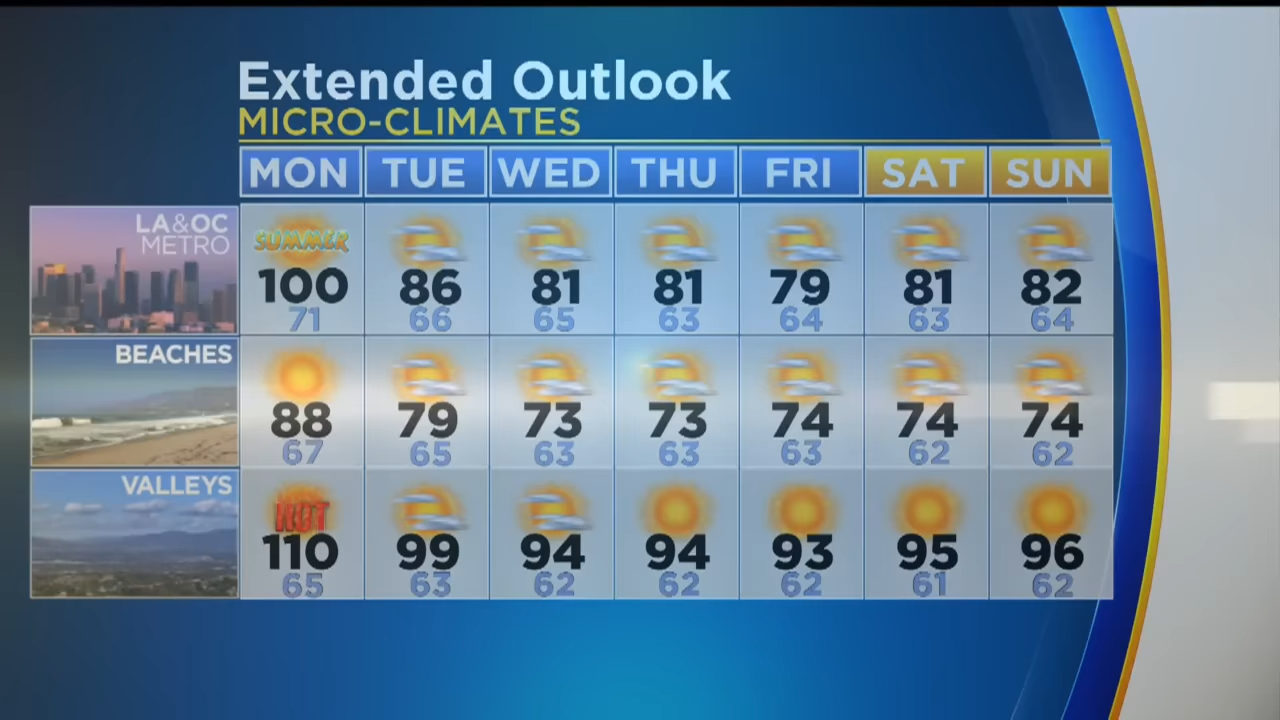 Extended Outlook
MICRO-CLIMATES
MON TUE WED THU FRI SAT SUN
LA&OC
METRO
SUMMER
100 86 81 81 79 81 82
71 66 65 63 64 63 64
BEACHES
88 79 73 73 74 74 74
67 65 63 63 63 62 62
VALLEYS
HOT
110 99 94 94 93 95 96
65 63 62 62 62 61 62